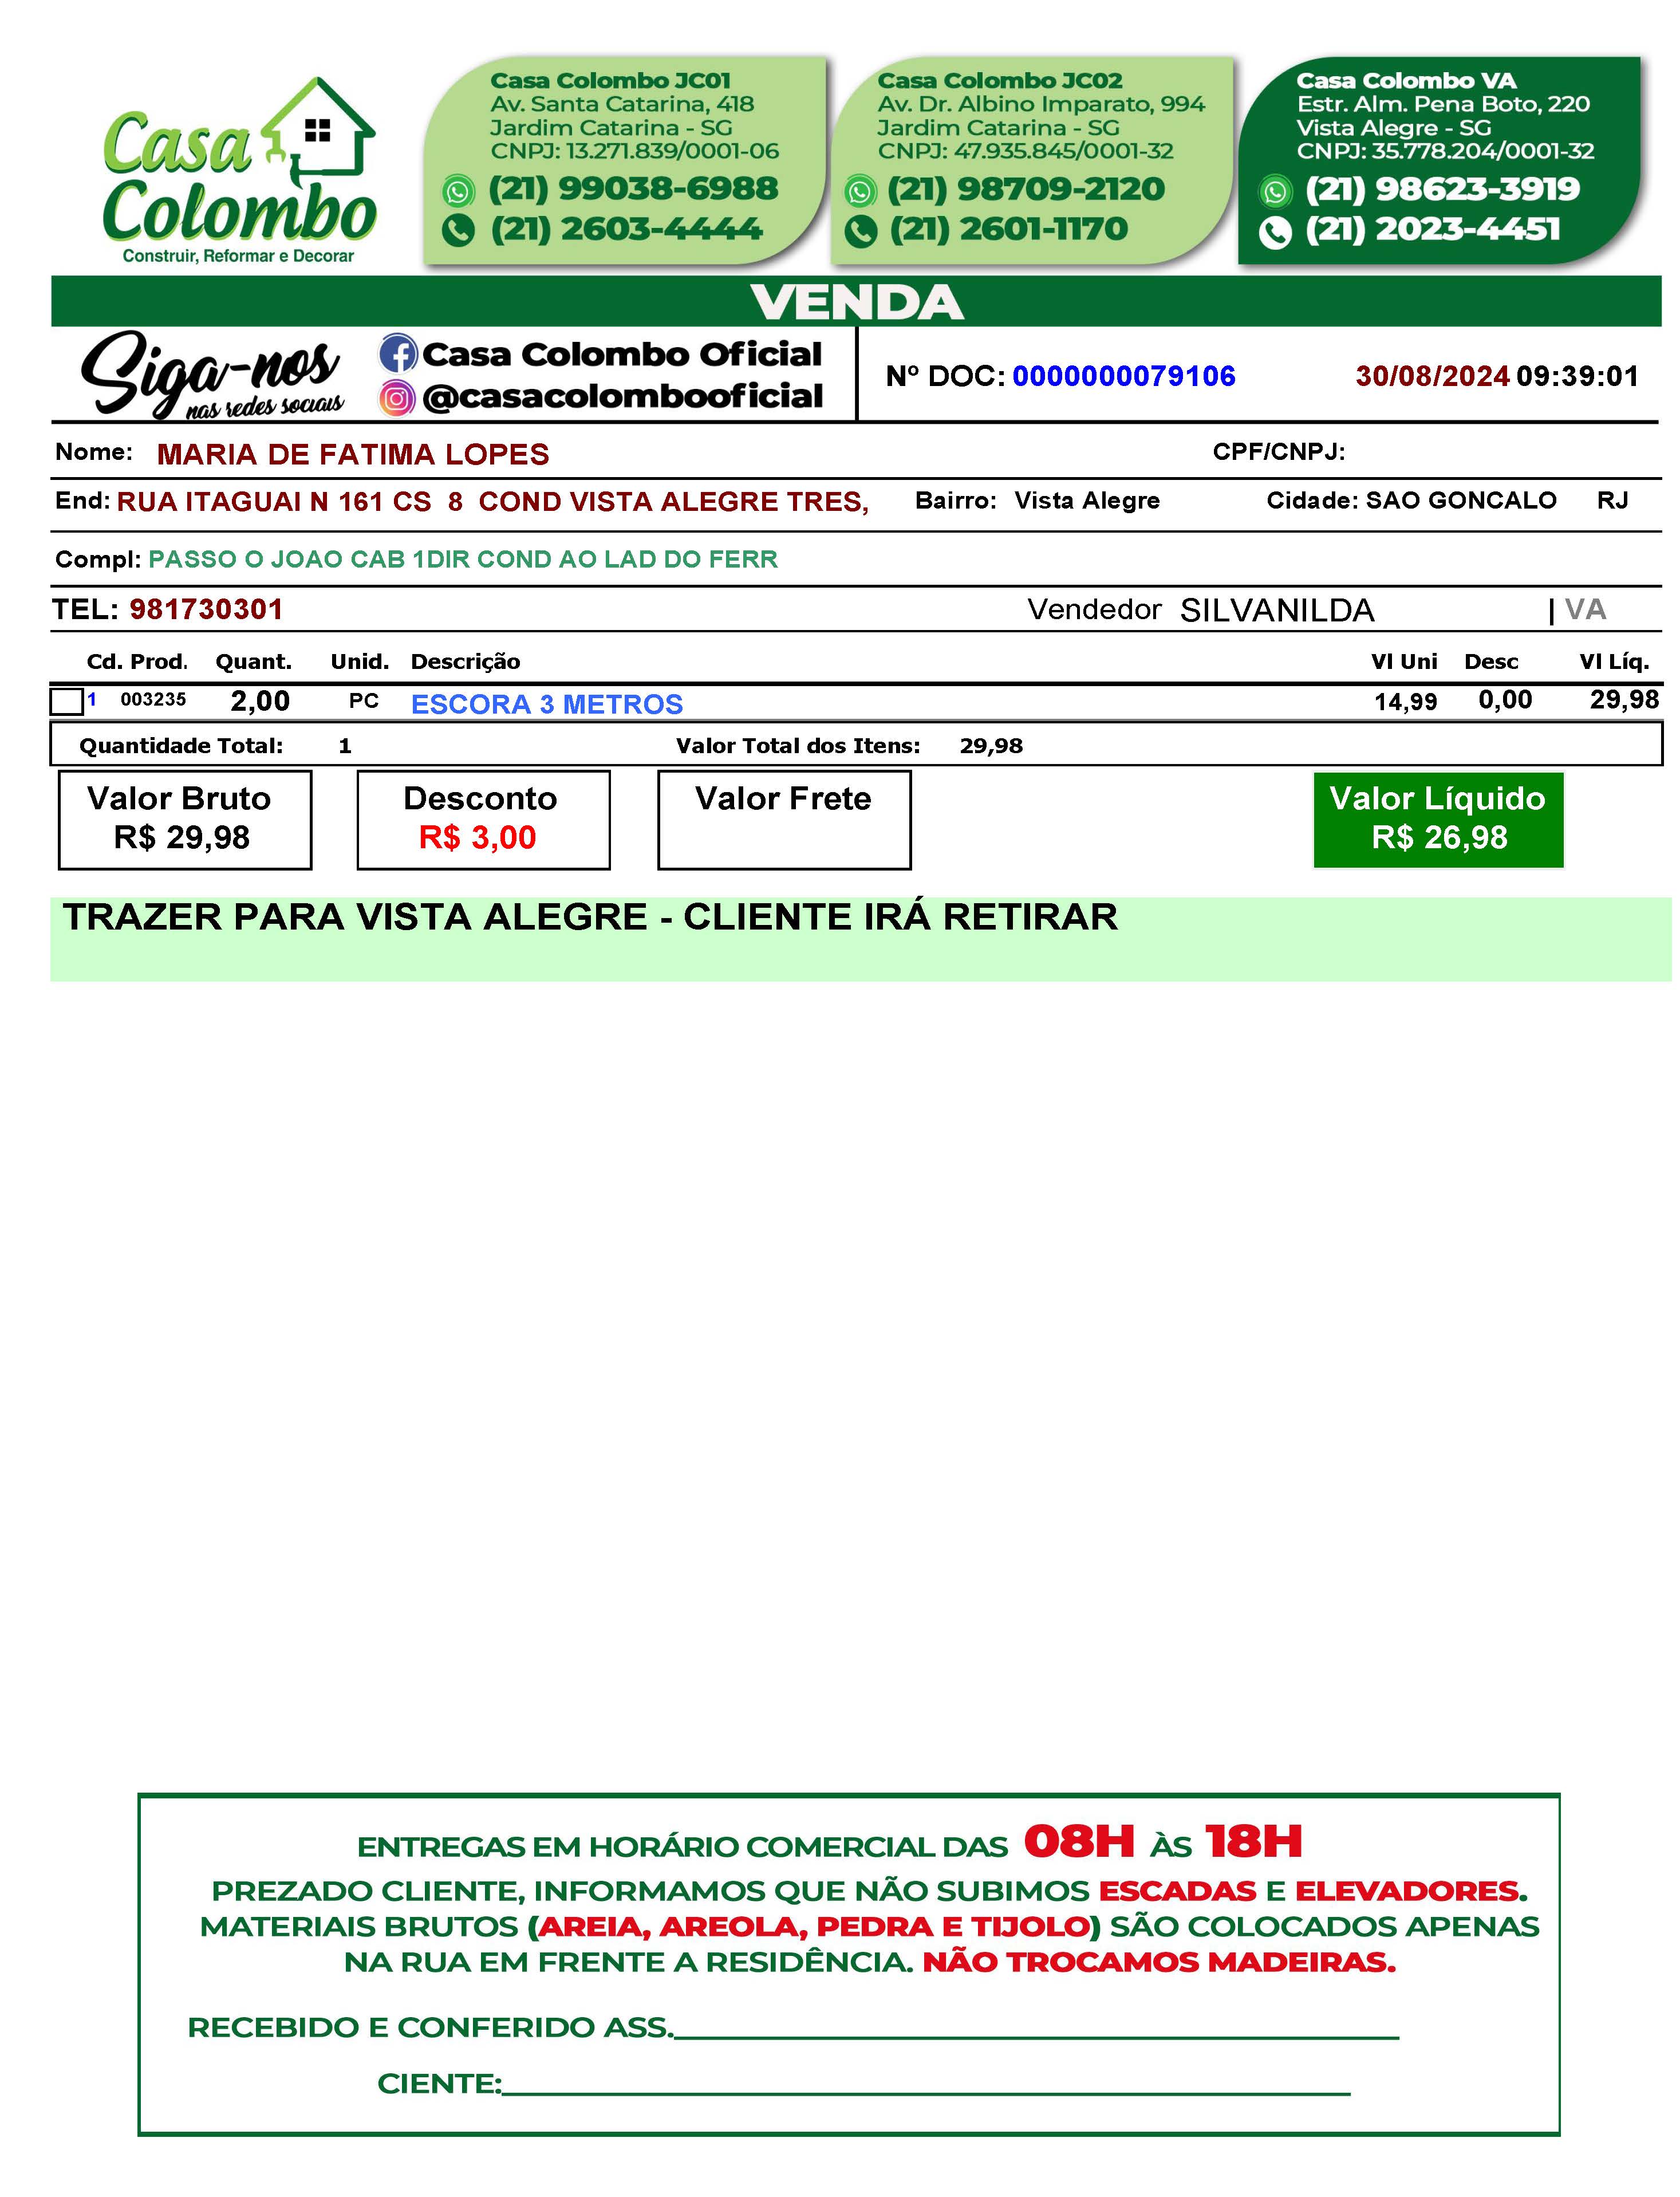 Casa Colombo
Construir, Reformar e Decorar
Casa Colombo JC01
Av. Santa Catarina, 418
Jardim Catarina - SG
CNPJ: 13.271.839/0001-06
(21) 99038-6988
(21) 2603-4444
Casa Colombo JC02
Av. Dr. Albino Imparato, 994
Jardim Catarina - SG
CNPJ: 47.935.845/0001-32
(21) 98709-2120
(21) 2601-1170
Casa Colombo VA
Estr. Alm. Pena Boto, 220
Vista Alegre - SG
CNPJ: 35.778.204/0001-32
(21) 98623-3919
(21) 2023-4451
VENDA
Siga-nos
nas redes sociais
Casa Colombo Oficial
@casacolombooficial
Nº DOC: 0000000079106 30/08/2024 09:39:01
Nome: MARIA DE FATIMA LOPES CPF/CNPJ:
End: RUA ITAGUAI N 161 CS 8 COND VISTA ALEGRE TRES, Bairro: Vista Alegre Cidade: SAO GONCALO RJ
Compl: PASSO O JOAO CAB 1DIR COND AO LAD DO FERR
TEL: 981730301 Vendedor SILVANILDA | VA
Cd. Prod. Quant. Unid. Descrição Vl Uni Desc Vl Líq.
1 003235 2,00 PC ESCORA 3 METROS 14,99 0,00 29,98
Quantidade Total: 1 Valor Total dos Itens: 29,98
Valor Bruto Desconto Valor Frete Valor Líquido
R$ 29,98 R$ 3,00 R$ 26,98
TRAZER PARA VISTA ALEGRE - CLIENTE IRÁ RETIRAR
ENTREGAS EM HORÁRIO COMERCIAL DAS 08H ÀS 18H
PREZADO CLIENTE, INFORMAMOS QUE NÃO SUBIMOS ESCADAS E ELEVADORES.
MATERIAIS BRUTOS (AREIA, AREOLA, PEDRA E TIJOLO) SÃO COLOCADOS APENAS
NA RUA EM FRENTE A RESIDÊNCIA. NÃO TROCAMOS MADEIRAS.
RECEBIDO E CONFERIDO ASS.
CIENTE: